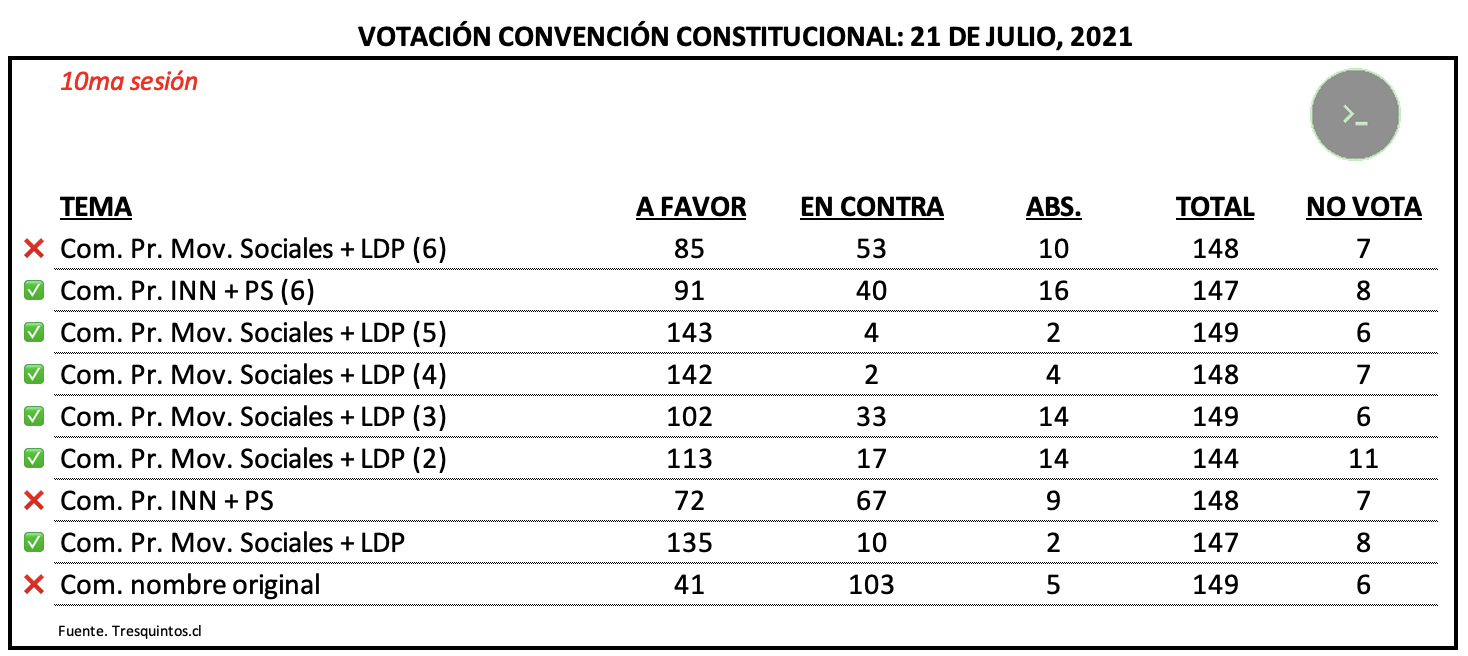 VOTACIÓN CONVENCIÓN CONSTITUCIONAL: 21 DE JULIO, 2021
10ma sesión
>_
TEMA A FAVOR EN CONTRA ABS. TOTAL NO VOTA
❌ Com. Pr. Mov. Sociales + LDP (6) 85 53 10 148 7
✅ Com. Pr. INN + PS (6) 91 40 16 147 8
✅ Com. Pr. Mov. Sociales + LDP (5) 143 4 2 149 6
✅ Com. Pr. Mov. Sociales + LDP (4) 142 2 4 148 7
✅ Com. Pr. Mov. Sociales + LDP (3) 102 33 14 149 6
✅ Com. Pr. Mov. Sociales + LDP (2) 113 17 14 144 11
❌ Com. Pr. INN + PS 72 67 9 148 7
✅ Com. Pr. Mov. Sociales + LDP 135 10 2 147 8
❌ Com. nombre original 41 103 5 149 6
Fuente. Tresquintos.cl